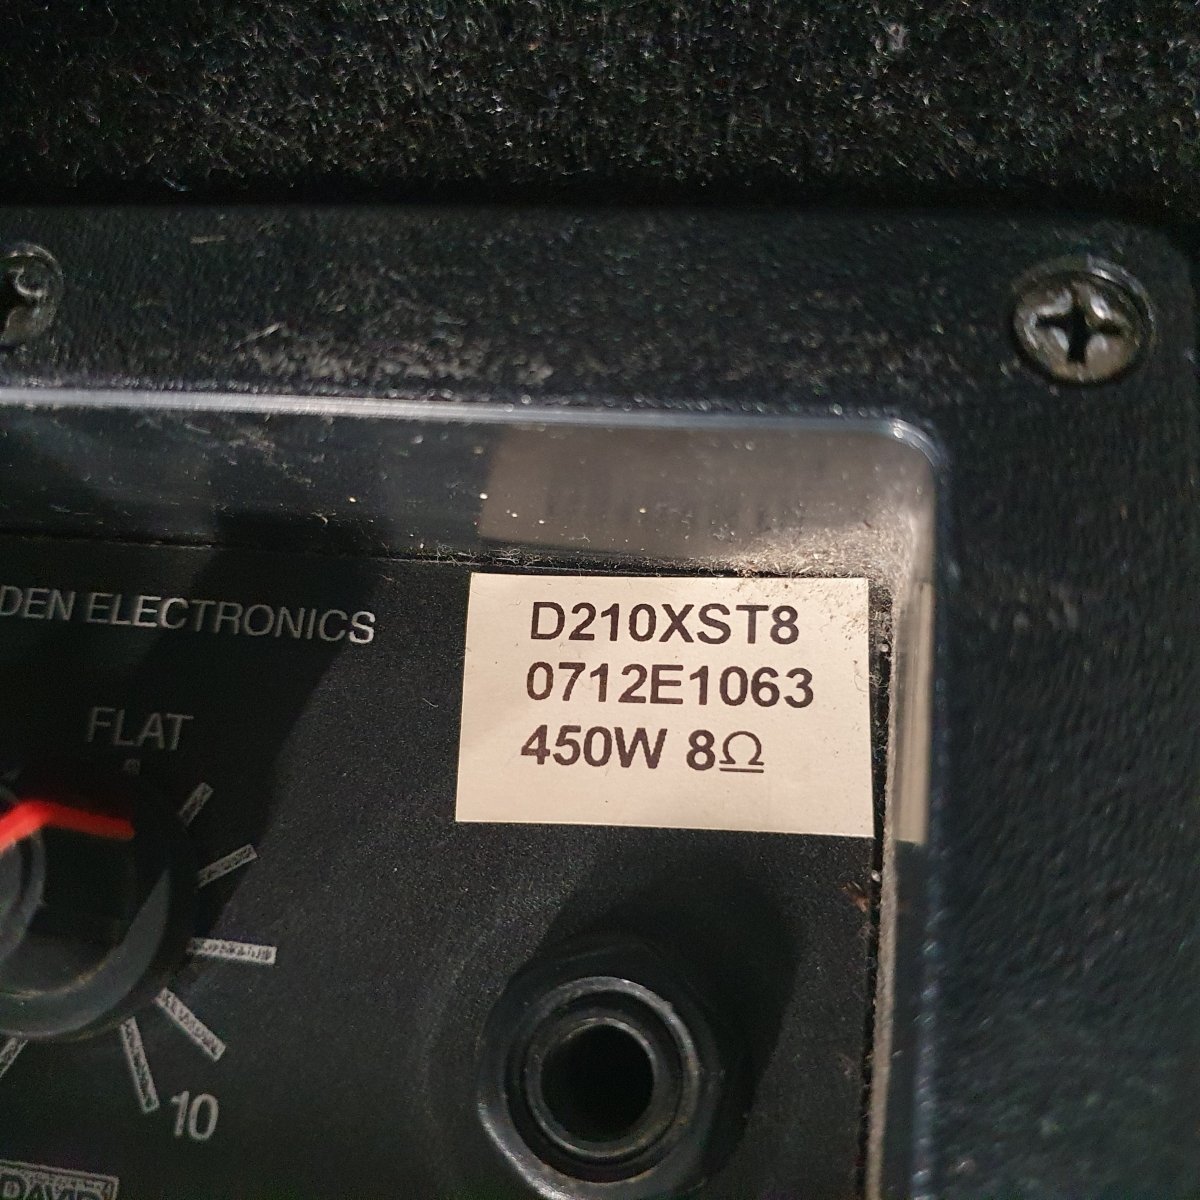 DEN ELECTRONICS
D210XST8
0712E1063
450W 8Ω
FLAT
10